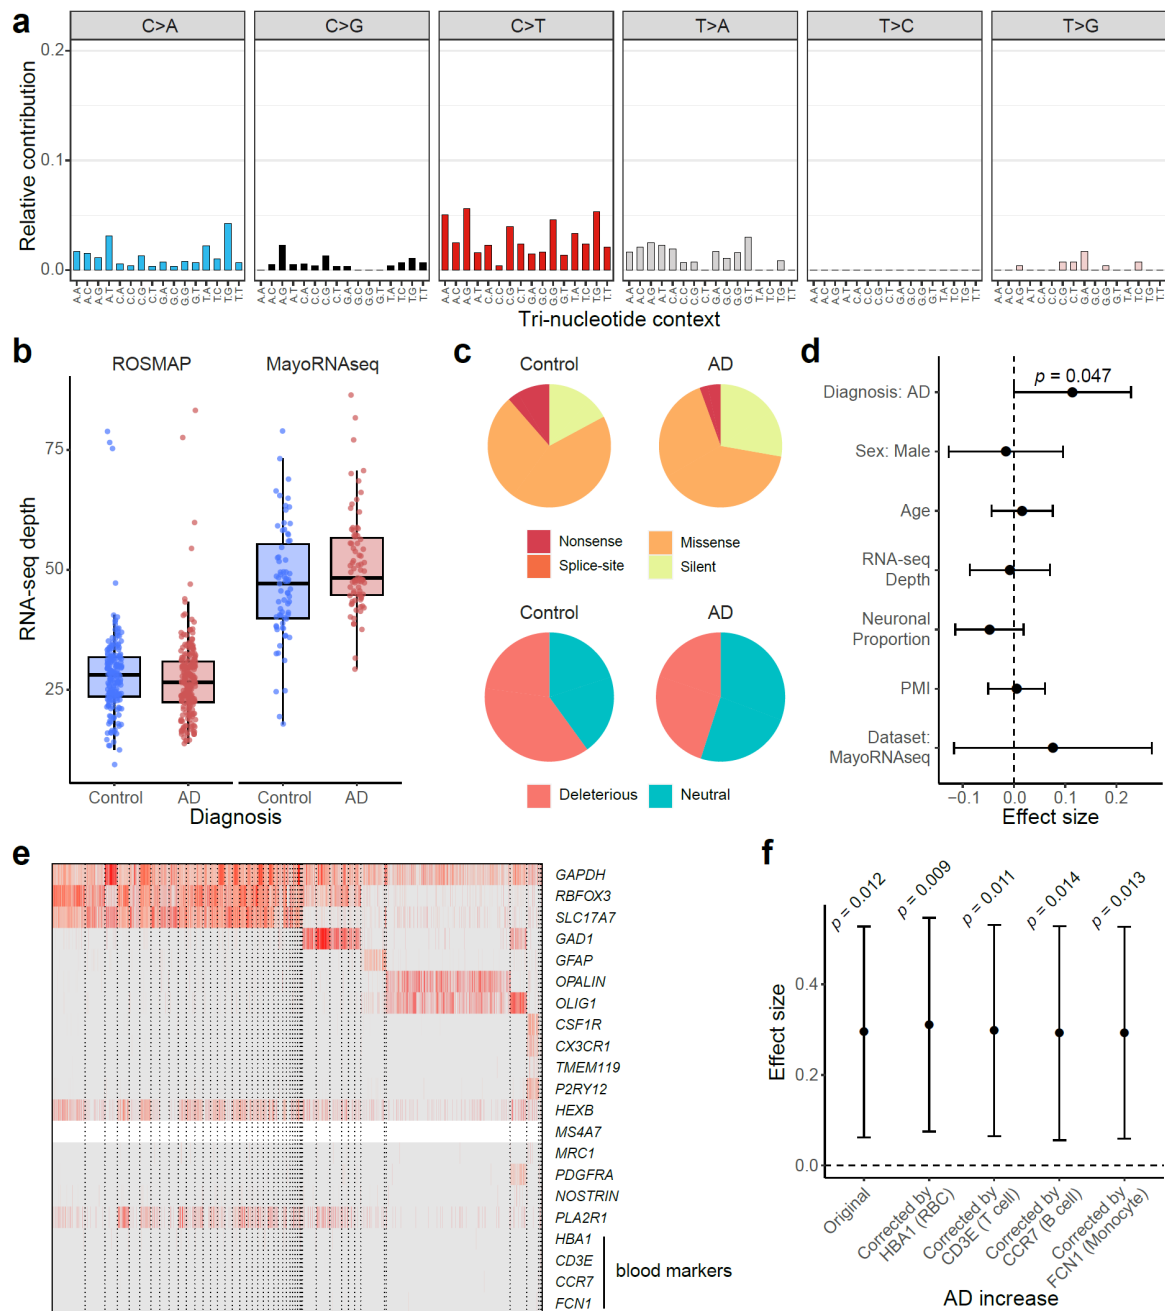 a
C>A C>G C>T T>A T>C T>G
Relative contribution
0.2
0.1
0.0
A.A A.C A.G A.T C.A C.C C.G C.T G.A G.C G.G G.T T.A T.C T.G T.T
A.A A.C A.G A.T C.A C.C C.G C.T G.A G.C G.G G.T T.A T.C T.G T.T
A.A A.C A.G A.T C.A C.C C.G C.T G.A G.C G.G G.T T.A T.C T.G T.T
A.A A.C A.G A.T C.A C.C C.G C.T G.A G.C G.G G.T T.A T.C T.G T.T
A.A A.C A.G A.T C.A C.C C.G C.T G.A G.C G.G G.T T.A T.C T.G T.T
A.A A.C A.G A.T C.A C.C C.G C.T G.A G.C G.G G.T T.A T.C T.G T.T
Tri-nucleotide context
b
ROSMAP MayoRNAseq
RNA-seq depth
75
50
25
Control AD Control AD
Diagnosis
c
Control AD
Nonsense Missense
Splice-site Silent
Control AD
Deleterious Neutral
d
p = 0.047
Diagnosis: AD
Sex: Male
Age
RNA-seq
Depth
Neuronal
Proportion
PMI
Dataset:
MayoRNAseq
−0.1 0.0 0.1 0.2
Effect size
e
GAPDH
RBFOX3
SLC17A7
GAD1
GFAP
OPALIN
OLIG1
CSF1R
CX3CR1
TMEM119
P2RY12
HEXB
MS4A7
MRC1
PDGFRA
NOSTRIN
PLA2R1
HBA1
CD3E
CCR7
FCN1
blood markers
f
p = 0.012
p = 0.009
p = 0.011
p = 0.014
p = 0.013
Effect size
0.4
0.2
0.0
Original
Corrected by
HBA1 (RBC)
Corrected by
CD3E (T cell)
Corrected by
CCR7 (B cell)
Corrected by
FCN1 (Monocyte)
AD increase